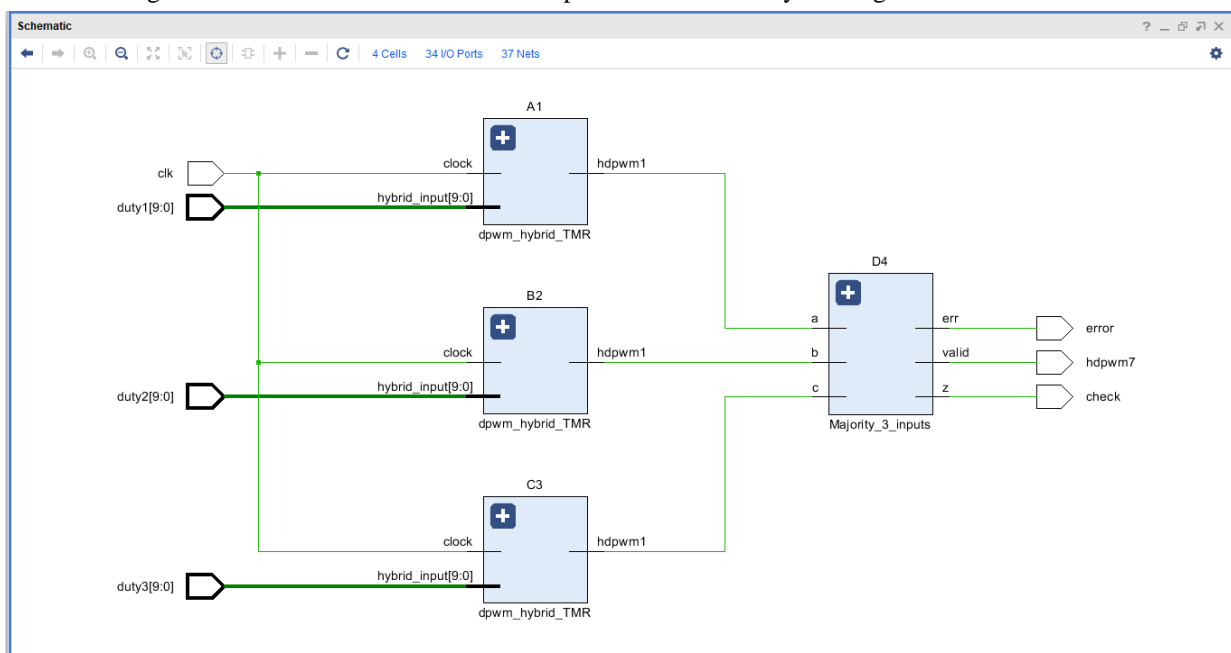 Schematic
4 Cells 34 I/O Ports 37 Nets
A1
clk
clock
hdpwm1
duty1[9:0]
hybrid_input[9:0]
dpwm_hybrid_TMR
B2
clock
hdpwm1
duty2[9:0]
hybrid_input[9:0]
dpwm_hybrid_TMR
C3
clock
hdpwm1
duty3[9:0]
hybrid_input[9:0]
dpwm_hybrid_TMR
D4
a
err
error
b
valid
hdpwm7
c
z
check
Majority_3_inputs